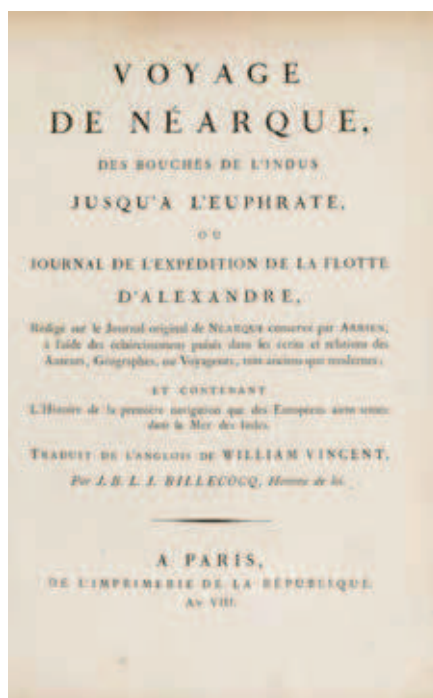 VOYAGE
DE NÉARQUE,
DES BOUCHES DE L'INDUS
JUSQU'A L'EUPHRATE,
OU
JOURNAL DE L'EXPÉDITION DE LA FLOTTE
D'ALEXANDRE,
Rédigé sur le Journal original de NÉARQUE conservé par ARRIEN,
à l'aide des éclaircissemens puisés dans les écrits et relations des
Auteurs, Géographes, ou Voyageurs, tant anciens que modernes;
ET CONTENANT
L'Histoire de la première navigation que des Européens aient tentée
dans la Mer des Indes.
TRADUIT DE L'ANGLOIS DE WILLIAM VINCENT,
Par J. B. L. J. BILLECOCQ, Homme de loi.
A PARIS,
DE L'IMPRIMERIE DE LA RÉPUBLIQUE.
AN VIII.